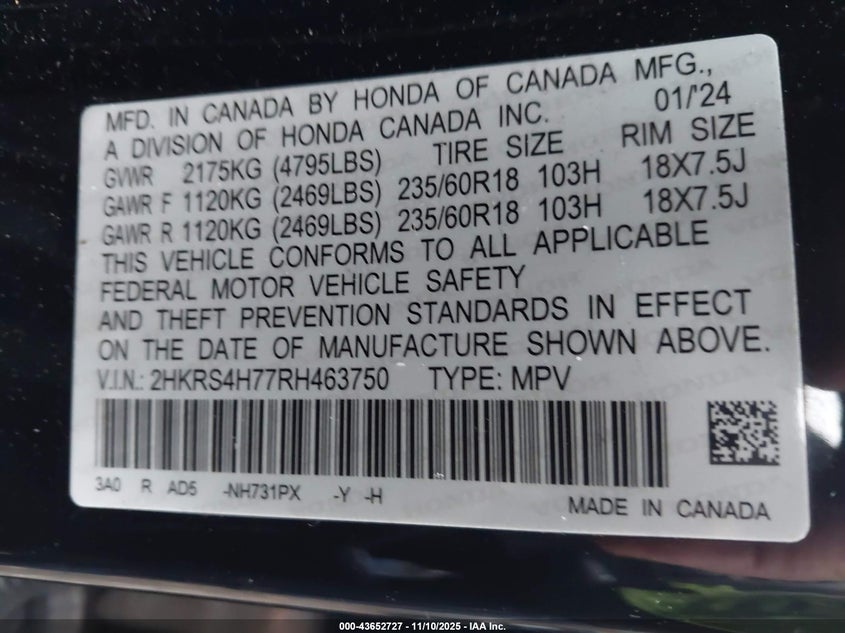 MFD. IN CANADA BY HONDA OF CANADA MFG.,
A DIVISION OF HONDA CANADA INC. 01/'24
GVWR 2175KG (4795LBS) TIRE SIZE RIM SIZE
GAWR F 1120KG (2469LBS) 235/60R18 103H 18X7.5J
GAWR R 1120KG (2469LBS) 235/60R18 103H 18X7.5J
THIS VEHICLE CONFORMS TO ALL APPLICABLE
FEDERAL MOTOR VEHICLE SAFETY
AND THEFT PREVENTION STANDARDS IN EFFECT
ON THE DATE OF MANUFACTURE SHOWN ABOVE.
V.I.N.: 2HKRS4H77RH463750 TYPE: MPV
3A0 R AD5 -NH731PX -Y -H
MADE IN CANADA
000-43652727 - 11/10/2025 - IAA Inc.